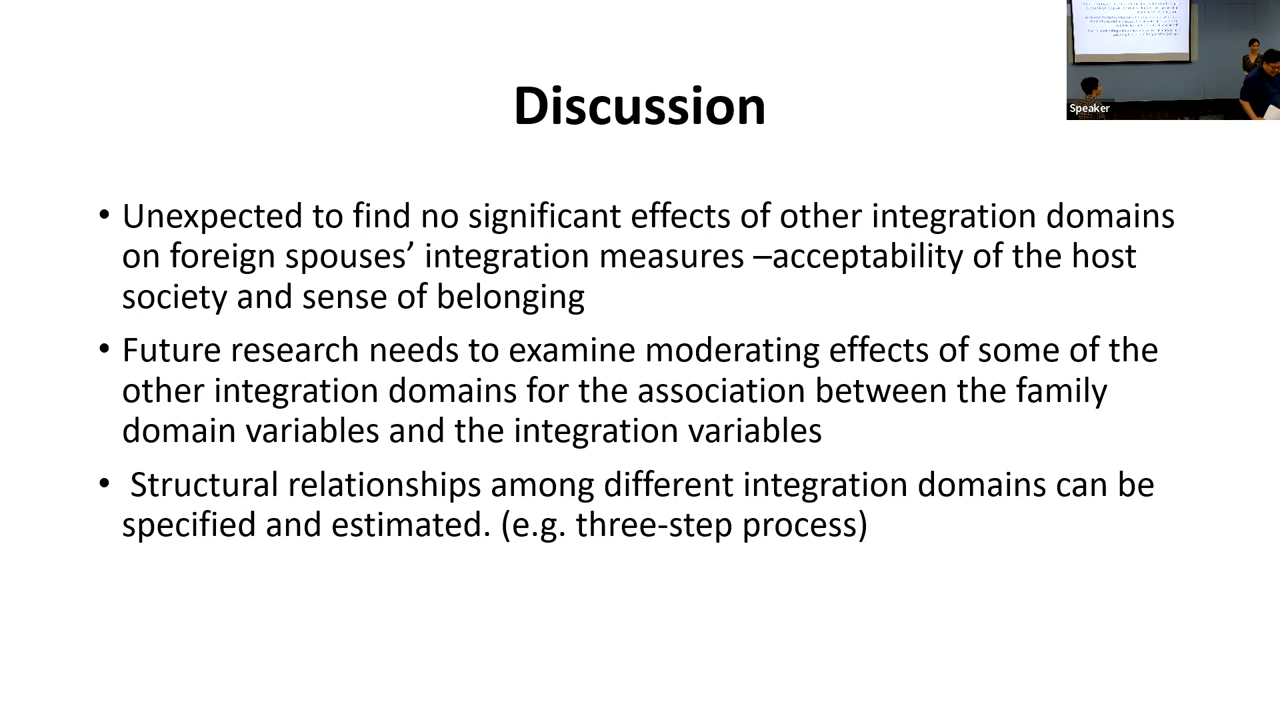 Speaker
Discussion
• Unexpected to find no significant effects of other integration domains
on foreign spouses’ integration measures –acceptability of the host
society and sense of belonging
• Future research needs to examine moderating effects of some of the
other integration domains for the association between the family
domain variables and the integration variables
• Structural relationships among different integration domains can be
specified and estimated. (e.g. three-step process)